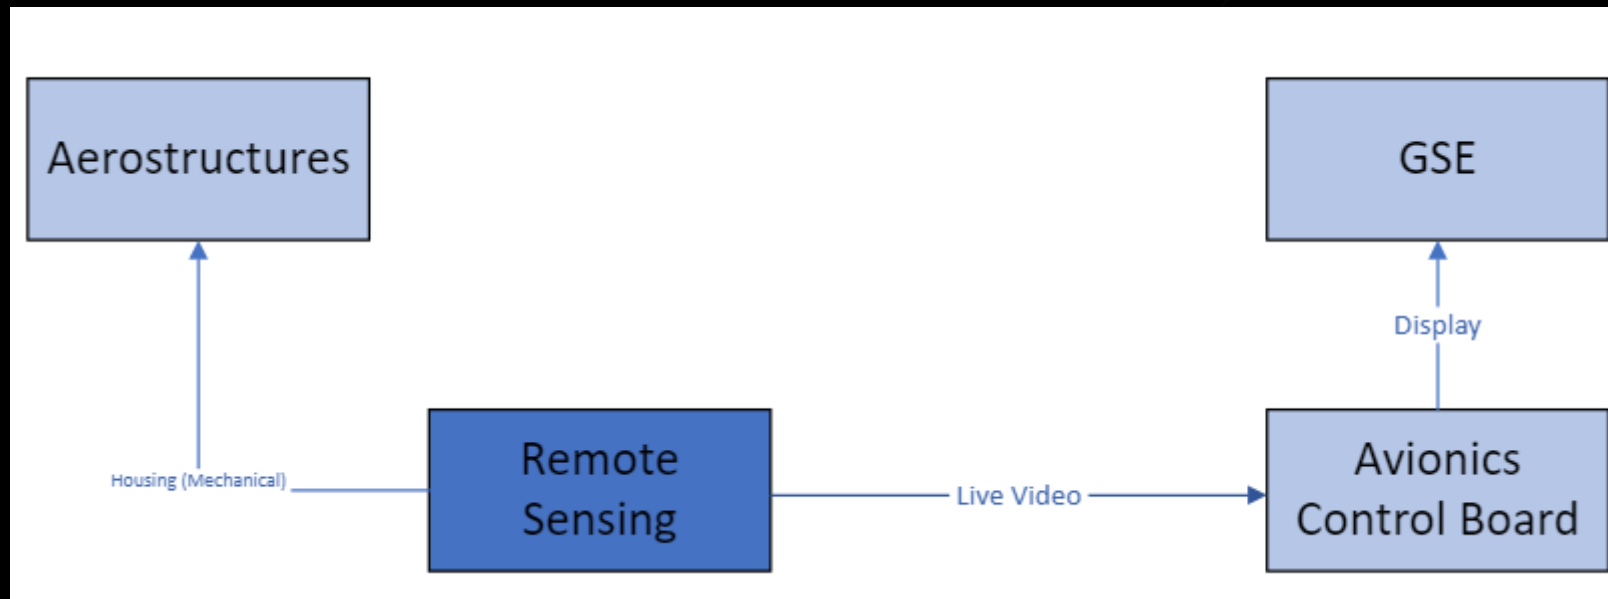 Aerostructures
GSE
Display
Housing (Mechanical)
Remote
Sensing
Live Video
Avionics
Control Board